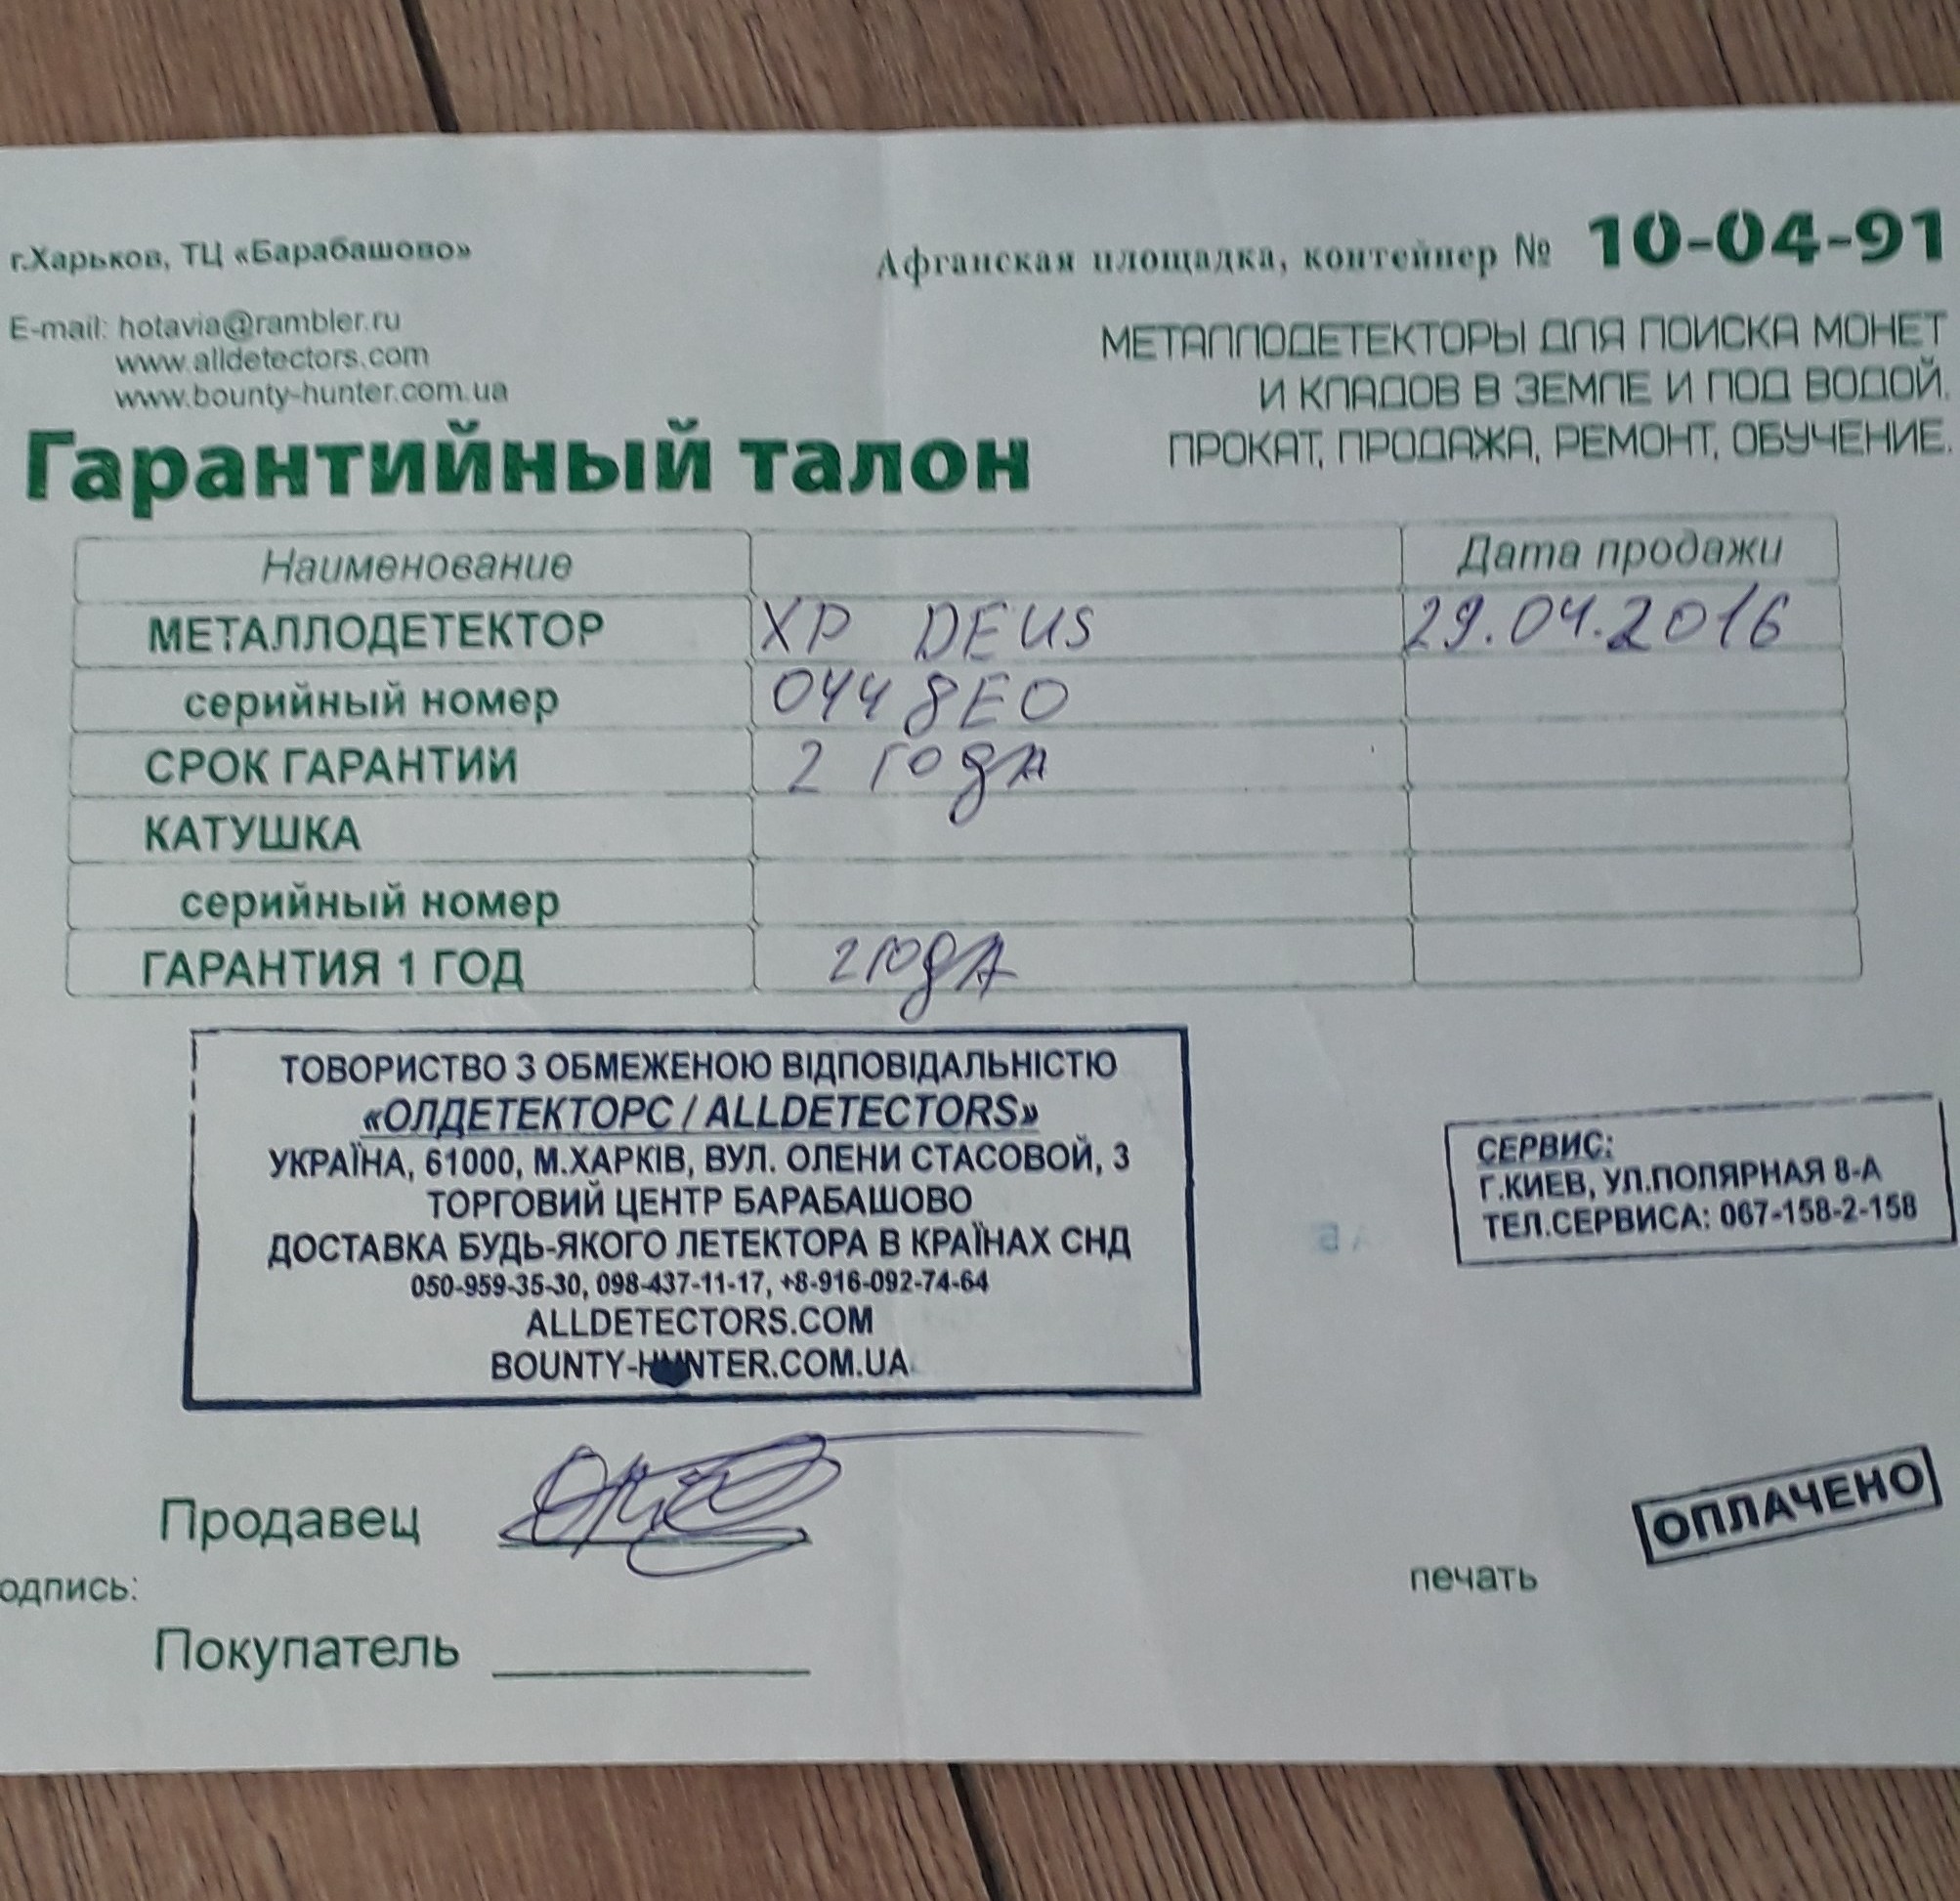 г.Харьков, ТЦ «Барабашово»
Афганская площадка, контейнер № 10-04-91
E-mail: hotavia@rambler.ru
www.alldetectors.com
www.bounty-hunter.com.ua
МЕТАЛЛОДЕТЕКТОРЫ ДЛЯ ПОИСКА МОНЕТ
И КЛАДОВ В ЗЕМЛЕ И ПОД ВОДОЙ.
ПРОКАТ, ПРОДАЖА, РЕМОНТ, ОБУЧЕНИЕ.
Гарантийный талон
Наименование Дата продажи
МЕТАЛЛОДЕТЕКТОР XP DEUS 29.04.2016
серийный номер 0448E0
СРОК ГАРАНТИИ 2 года
КАТУШКА
серийный номер
ГАРАНТИЯ 1 ГОД 2 года
ТОВОРИСТВО З ОБМЕЖЕНОЮ ВІДПОВІДАЛЬНІСТЮ
«ОЛДЕТЕКТОРС / ALLDETECTORS»
УКРАЇНА, 61000, М.ХАРКІВ, ВУЛ. ОЛЕНИ СТАСОВОЙ, 3
ТОРГОВИЙ ЦЕНТР БАРАБАШОВО
ДОСТАВКА БУДЬ-ЯКОГО ЛЕТЕКТОРА В КРАЇНАХ СНД
050-959-35-30, 098-437-11-17, +8-916-092-74-64
ALLDETECTORS.COM
BOUNTY-HUNTER.COM.UA
СЕРВИС:
Г.КИЕВ, УЛ.ПОЛЯРНАЯ 8-А
ТЕЛ.СЕРВИСА: 067-158-2-158
Продавец
ОПЛАЧЕНО
одпись:
печать
Покупатель